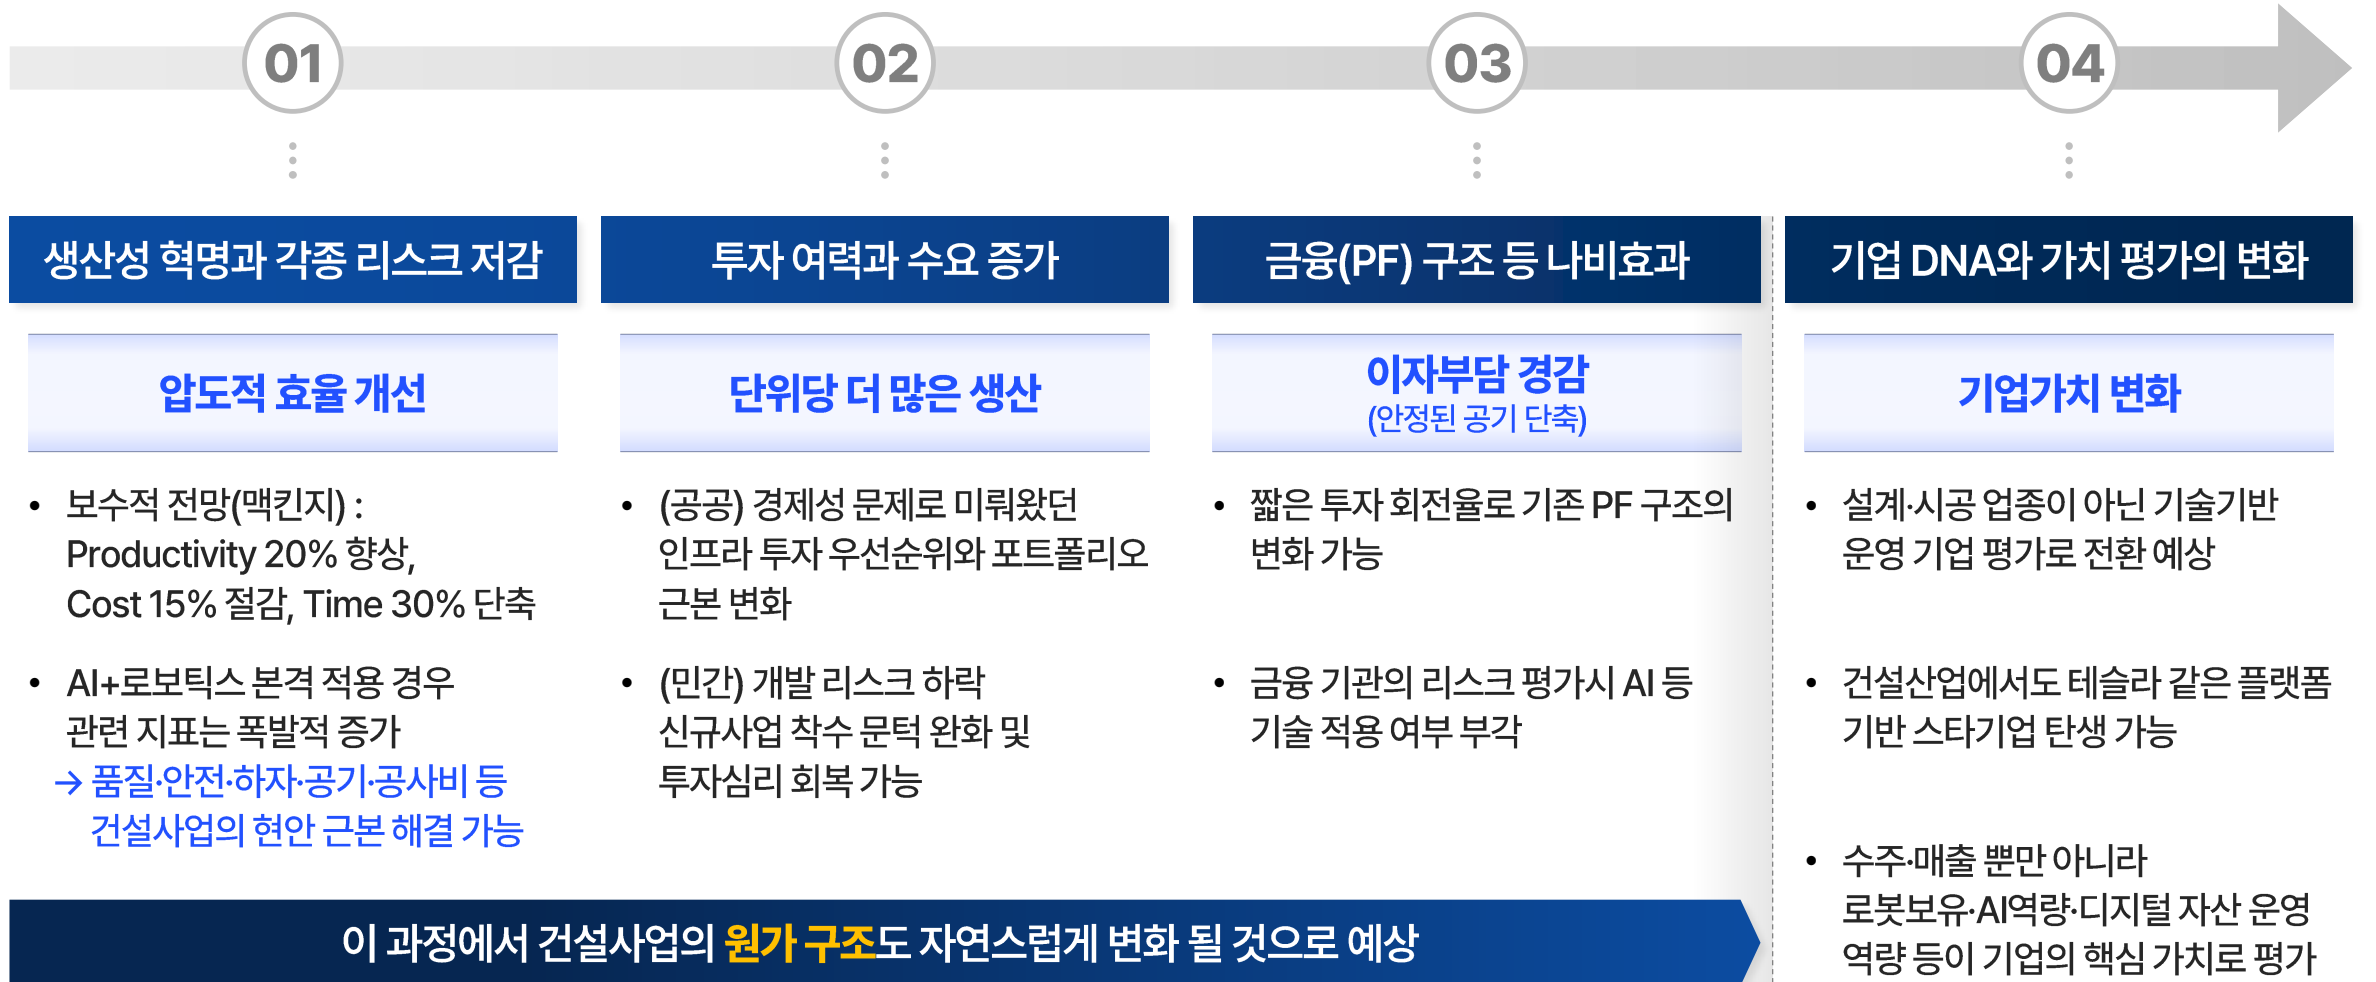 01
02
03
04
생산성 혁명과 각종 리스크 저감
압도적 효율 개선
• 보수적 전망(맥킨지) :
Productivity 20% 향상,
Cost 15% 절감, Time 30% 단축
• AI+로보틱스 본격 적용 경우
관련 지표는 폭발적 증가
→ 품질·안전·하자·공기·공사비 등
건설사업의 현안 근본 해결 가능
투자 여력과 수요 증가
단위당 더 많은 생산
• (공공) 경제성 문제로 미뤄왔던
인프라 투자 우선순위와 포트폴리오
근본 변화
• (민간) 개발 리스크 하락
신규사업 착수 문턱 완화 및
투자심리 회복 가능
금융(PF) 구조 등 나비효과
이자부담 경감
(안정된 공기 단축)
• 짧은 투자 회전율로 기존 PF 구조의
변화 가능
• 금융 기관의 리스크 평가시 AI 등
기술 적용 여부 부각
이 과정에서 건설사업의 원가 구조도 자연스럽게 변화 될 것으로 예상
기업 DNA와 가치 평가의 변화
기업가치 변화
• 설계·시공 업종이 아닌 기술기반
운영 기업 평가로 전환 예상
• 건설산업에서도 테슬라 같은 플랫폼
기반 스타기업 탄생 가능
• 수주·매출 뿐만 아니라
로봇보유·AI역량·디지털 자산 운영
역량 등이 기업의 핵심 가치로 평가